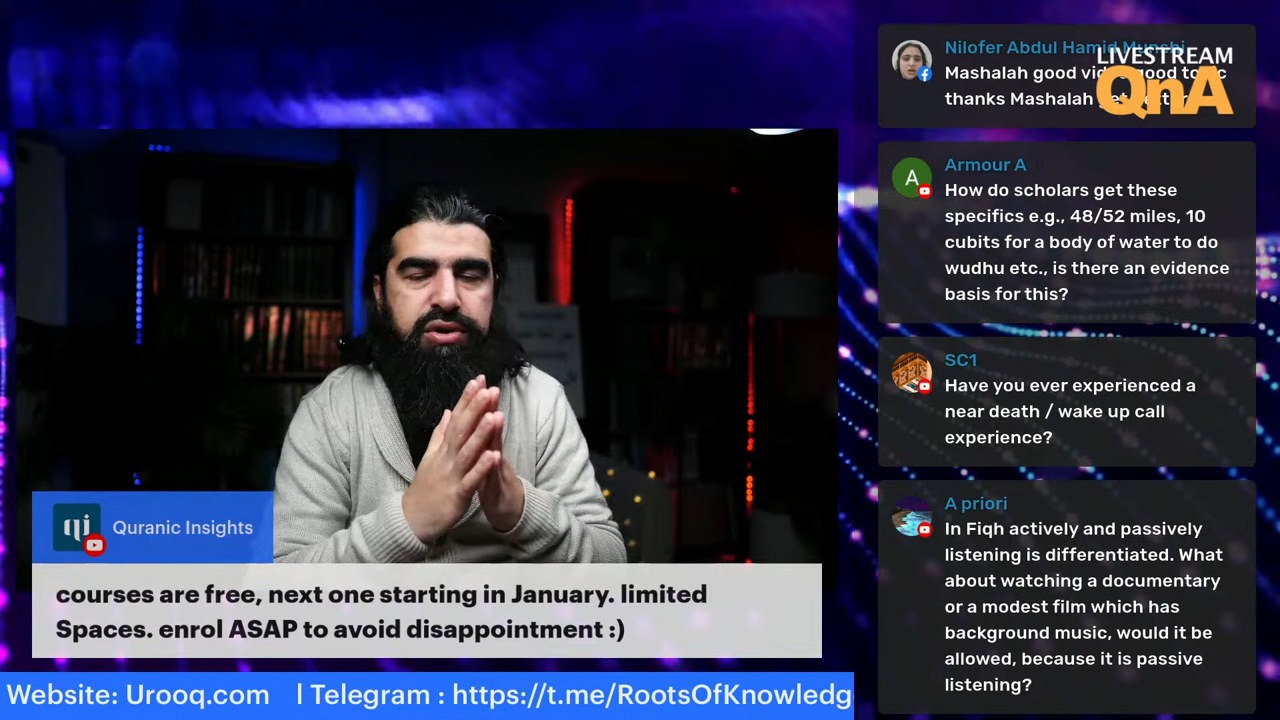 Nilofer Abdul Hamid Munshi
LIVESTREAM
QnA
Mashalah good video good topic
thanks Mashalah
Armour A
A
How do scholars get these
specifics e.g., 48/52 miles, 10
cubits for a body of water to do
wudhu etc., is there an evidence
basis for this?
SC1
Have you ever experienced a
near death / wake up call
experience?
A priori
In Fiqh actively and passively
listening is differentiated. What
about watching a documentary
or a modest film which has
background music, would it be
allowed, because it is passive
listening?
qi
Quranic Insights
courses are free, next one starting in January. limited
Spaces. enrol ASAP to avoid disappointment :)
Website: Urooq.com l Telegram : https://t.me/RootsOfKnowledg